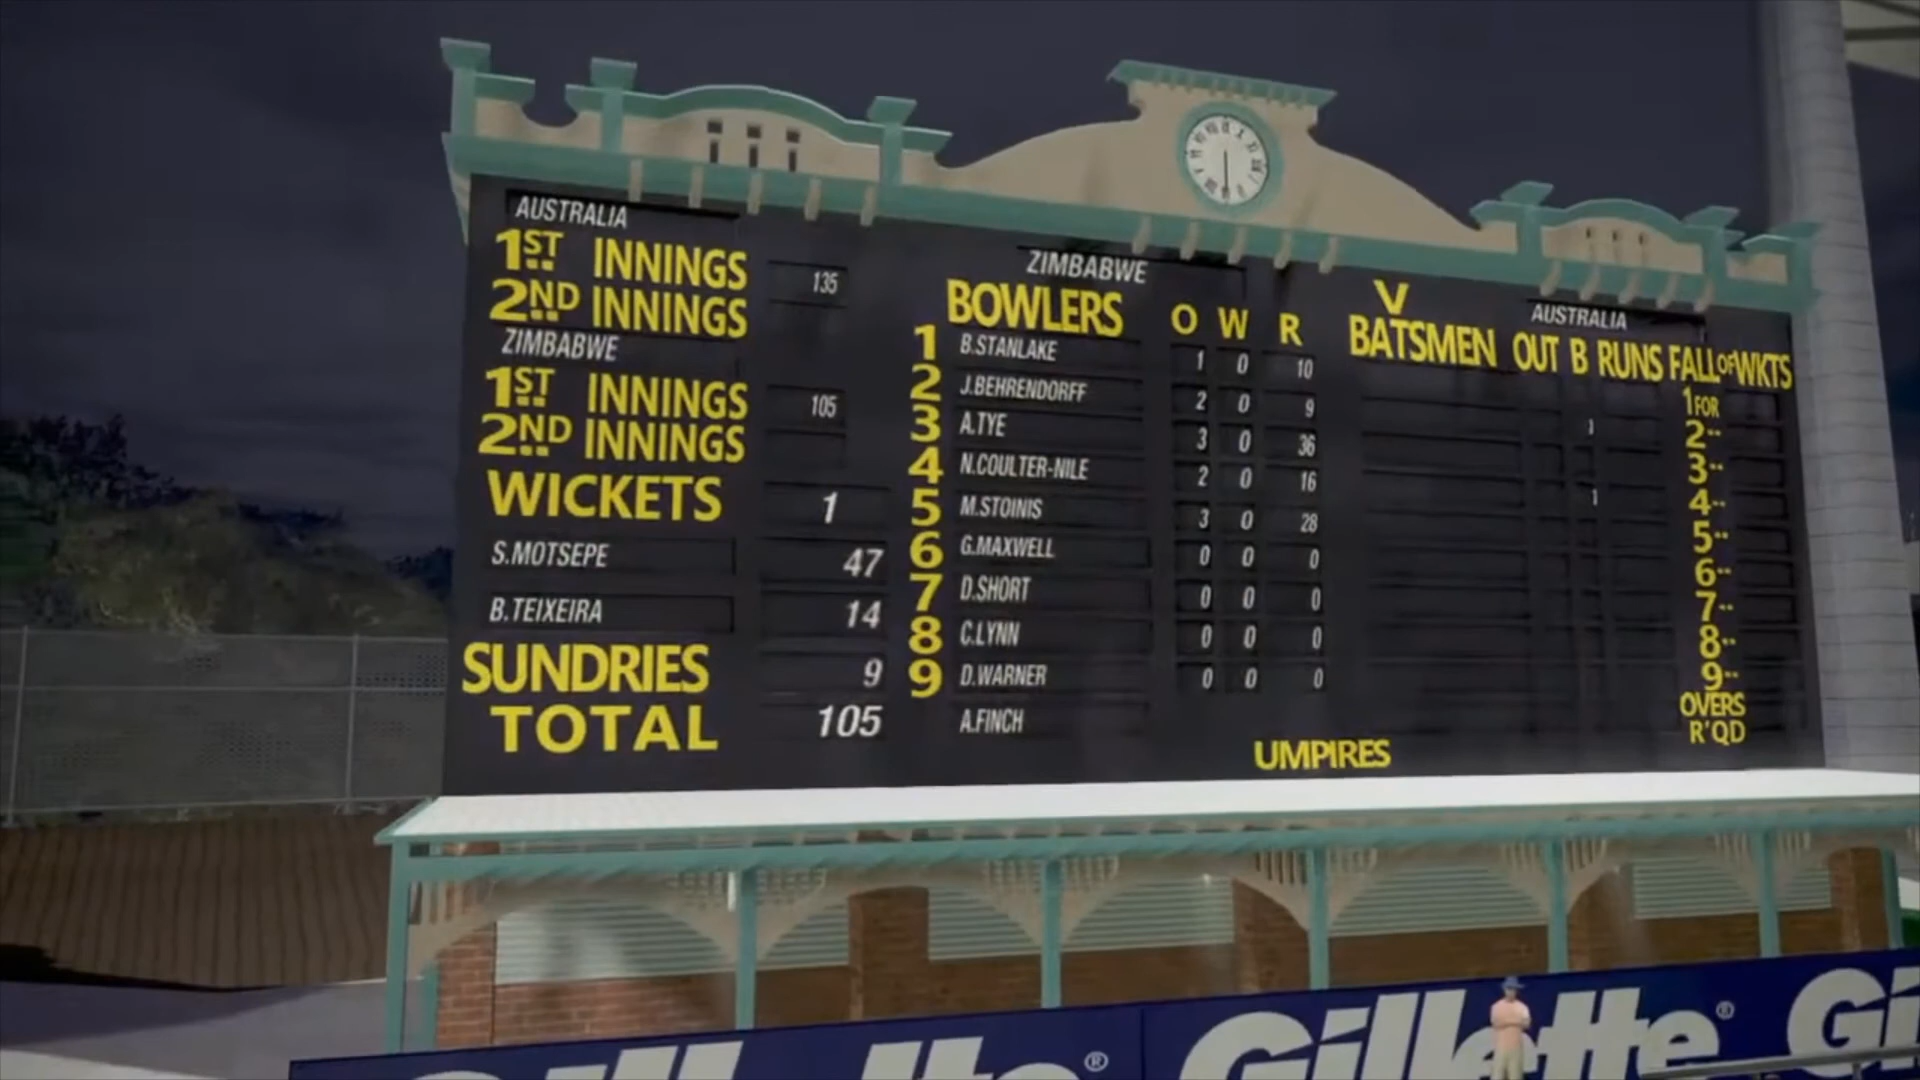 AUSTRALIA
1ST INNINGS 135
2ND INNINGS
ZIMBABWE
1ST INNINGS 105
2ND INNINGS
WICKETS 1
S.MOTSEPE 47
B.TEIXEIRA 14
SUNDRIES 9
TOTAL 105
ZIMBABWE
BOWLERS O W R
1 B.STANLAKE 1 0 10
2 J.BEHRENDORFF 2 0 9
3 A.TYE 3 0 36
4 N.COULTER-NILE 2 0 16
5 M.STOINIS 3 0 28
6 G.MAXWELL 0 0 0
7 D.SHORT 0 0 0
8 C.LYNN 0 0 0
9 D.WARNER 0 0 0
A.FINCH
UMPIRES
V
AUSTRALIA
BATSMEN OUT B RUNS FALL OF WKTS
1 FOR
1 2"
3"
1 4"
5"
6"
7"
8"
9"
OVERS
R'QD
Gillette® Gi